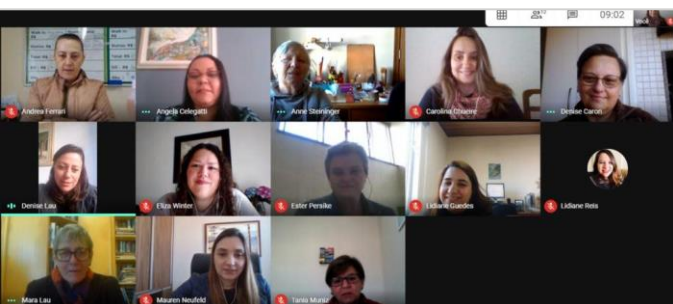 09:02
Andrea Ferrari
Angela Celegatti
Anne Steininger
Carolina
Denise Caron
Denise Lau
Eliza Winter
Ester Persike
Lidiane Guedes
Lidiane Reis
Mara Lau
Mauren Neufeld
Tania Muniz